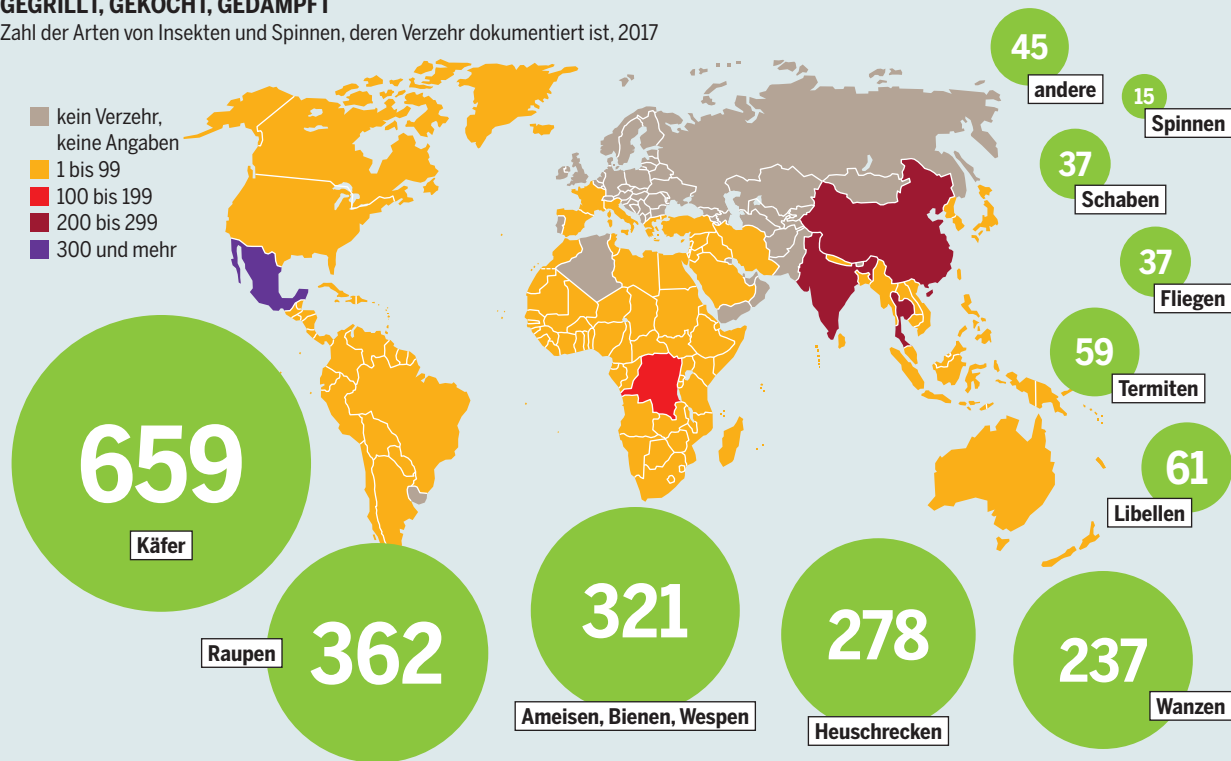 GEGRILLT, GEKOCHT, GEDÄMPFT
Zahl der Arten von Insekten und Spinnen, deren Verzehr dokumentiert ist, 2017
kein Verzehr,
keine Angaben
1 bis 99
100 bis 199
200 bis 299
300 und mehr
45
andere
15
Spinnen
37
Schaben
37
Fliegen
59
Termiten
61
Libellen
659
Käfer
362
Raupen
321
Ameisen, Bienen, Wespen
278
Heuschrecken
237
Wanzen